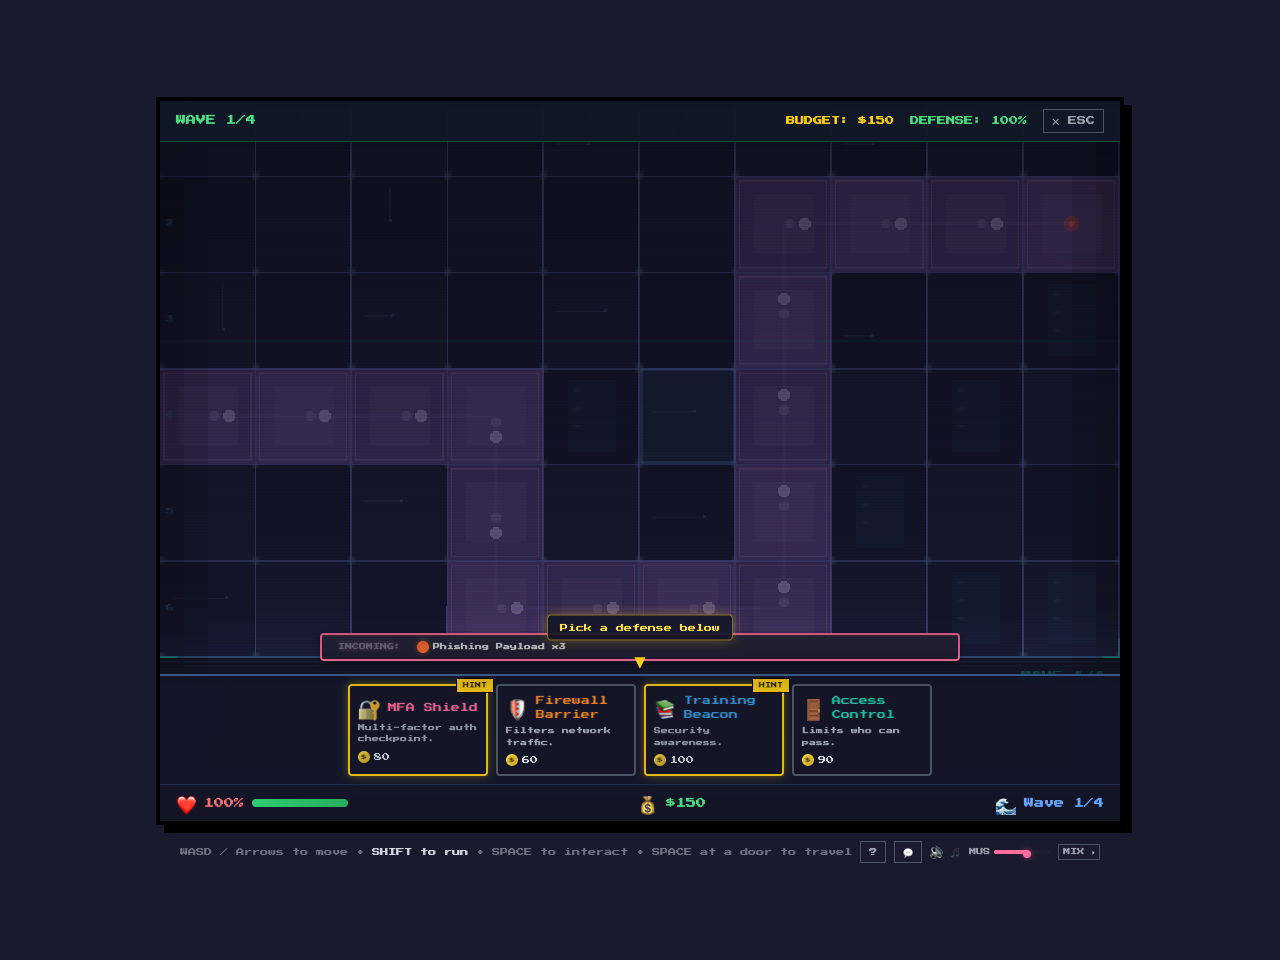 WAVE 1/4
BUDGET: $150 DEFENSE: 100% × ESC
Pick a defense below
INCOMING: Phishing Payload x3
HINT
MFA Shield
Multi-factor auth
checkpoint.
$ 80
Firewall
Barrier
Filters network
traffic.
$ 60
HINT
Training
Beacon
Security
awareness.
$ 100
Access
Control
Limits who can
pass.
$ 90
100%
$150
Wave 1/4
WASD / Arrows to move • SHIFT to run • SPACE to interact • SPACE at a door to travel ? MUS MIX ›